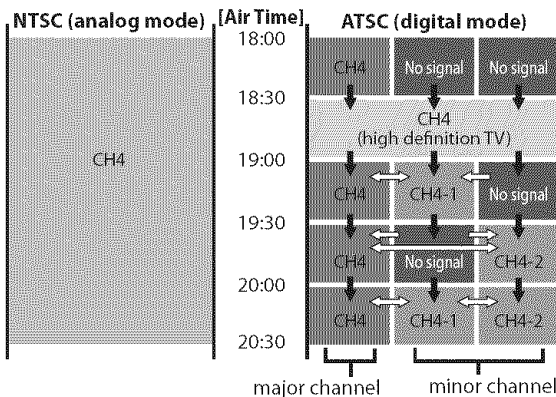 NTSC (analog mode) [Air Time] ATSC (digital mode)
18:00
CH4 No signal No signal
18:30
CH4
(high definition TV)
CH4
19:00
CH4 CH4-1 No signal
19:30
CH4 No signal CH4-2
20:00
CH4 CH4-1 CH4-2
20:30
major channel minor channel